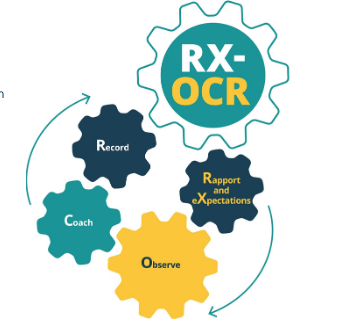 n
RX-
OCR
Record
Rapport
and
eXpectations
Coach
Observe